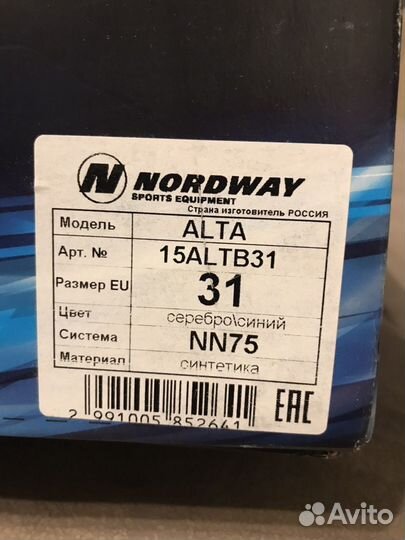 NORDWAY
SPORTS EQUIPMENT
Страна изготовитель РОССИЯ
Модель ALTA
Арт. № 15ALTB31
Размер EU 31
Цвет серебро\синий
Система NN75
Материал синтетика
2 991005 852641
EAC
Avito